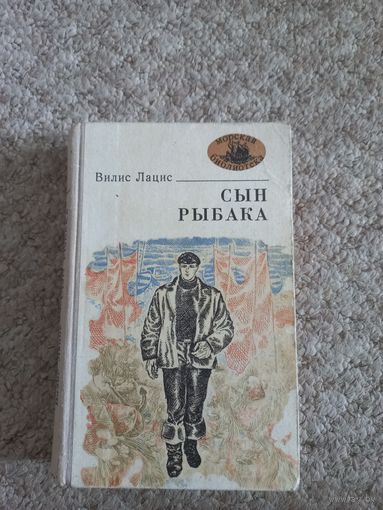 морская
библиотека
Вилис Лацис
СЫН
РЫБАКА